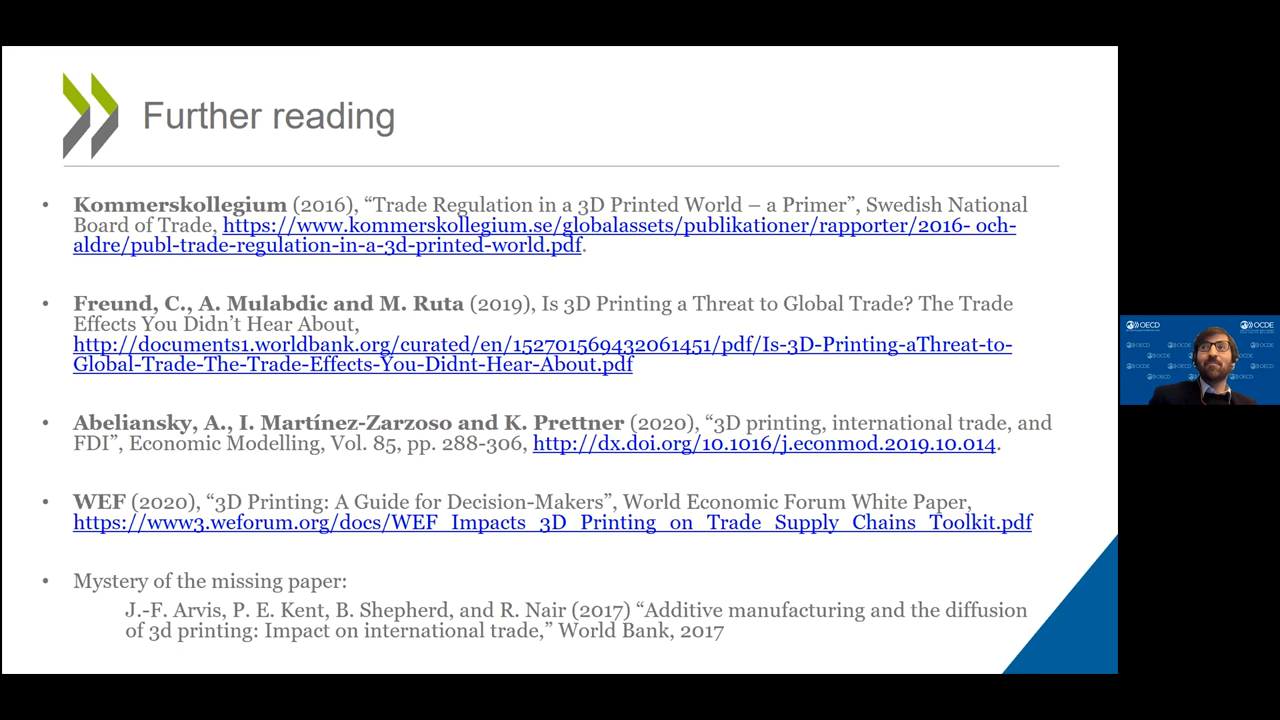 Further reading
• Kommerskollegium (2016), “Trade Regulation in a 3D Printed World – a Primer”, Swedish National
Board of Trade, https://www.kommerskollegium.se/globalassets/publikationer/rapporter/2016- och-
aldre/publ-trade-regulation-in-a-3d-printed-world.pdf.
• Freund, C., A. Mulabdic and M. Ruta (2019), Is 3D Printing a Threat to Global Trade? The Trade
Effects You Didn’t Hear About,
http://documents1.worldbank.org/curated/en/152701569432061451/pdf/Is-3D-Printing-aThreat-to-
Global-Trade-The-Trade-Effects-You-Didnt-Hear-About.pdf
• Abeliansky, A., I. Martínez-Zarzoso and K. Prettner (2020), “3D printing, international trade, and
FDI”, Economic Modelling, Vol. 85, pp. 288-306, http://dx.doi.org/10.1016/j.econmod.2019.10.014.
• WEF (2020), “3D Printing: A Guide for Decision-Makers”, World Economic Forum White Paper,
https://www3.weforum.org/docs/WEF_Impacts_3D_Printing_on_Trade_Supply_Chains_Toolkit.pdf
• Mystery of the missing paper:
J.-F. Arvis, P. E. Kent, B. Shepherd, and R. Nair (2017) “Additive manufacturing and the diffusion
of 3d printing: Impact on international trade,” World Bank, 2017
OECD
OCDE